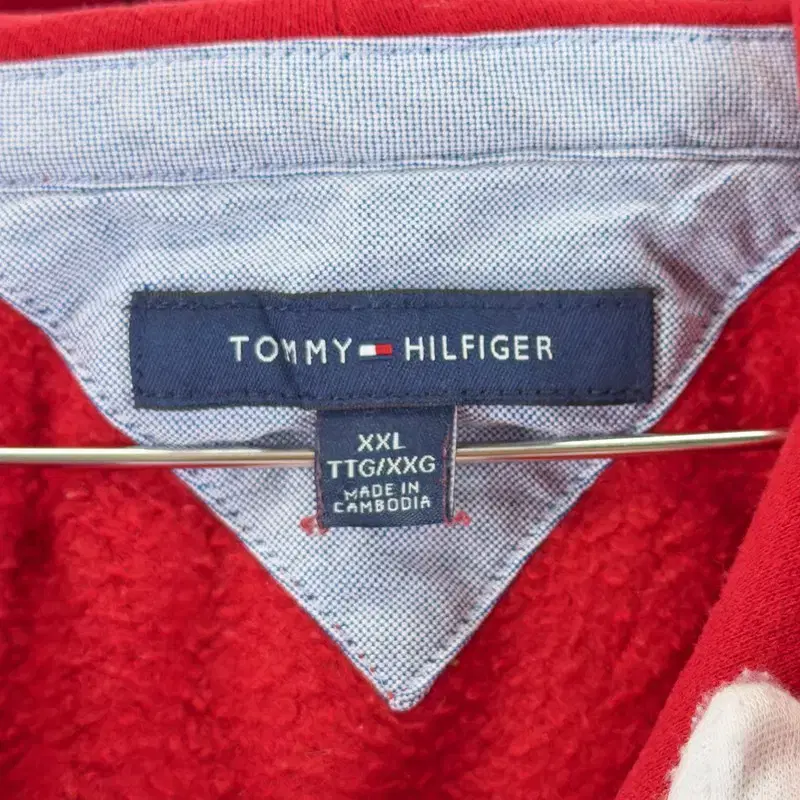 TOMMY HILFIGER
XXL
TTG/XXG
MADE IN
CAMBODIA